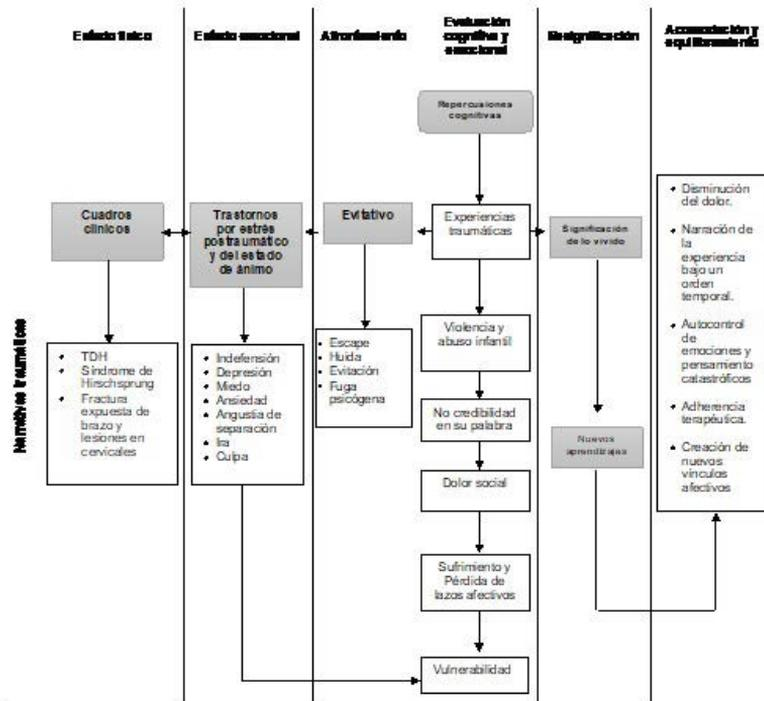 Estado físico
Estado emocional
Afrontamiento
Evaluación
cognitiva y
emocional
Resignificación
Acomodación y
equilibramiento
Narrativas traumáticas
Cuadros
clínicos
TDH
Síndrome de
Hirschsprung
Fractura
expuesta de
brazo y
lesiones en
cervicales
Trastornos
por estrés
postraumático
y del estado
de ánimo
Indefensión
Depresión
Miedo
Ansiedad
Angustia de
separación
Ira
Culpa
Evitativo
Escape
Huida
Evitación
Fuga
psicógena
Repercusiones
cognitivas
Experiencias
traumáticas
Violencia y
abuso infantil
No credibilidad
en su palabra
Dolor social
Sufrimiento y
Pérdida de
lazos afectivos
Vulnerabilidad
Significación
de lo vivido
Nuevos
aprendizajes
Disminución
del dolor.
Narración de
la
experiencia
bajo un
orden
temporal.
Autocontrol
de
emociones y
pensamiento
catastróficos
Adherencia
terapéutica.
Creación de
nuevos
vínculos
afectivos